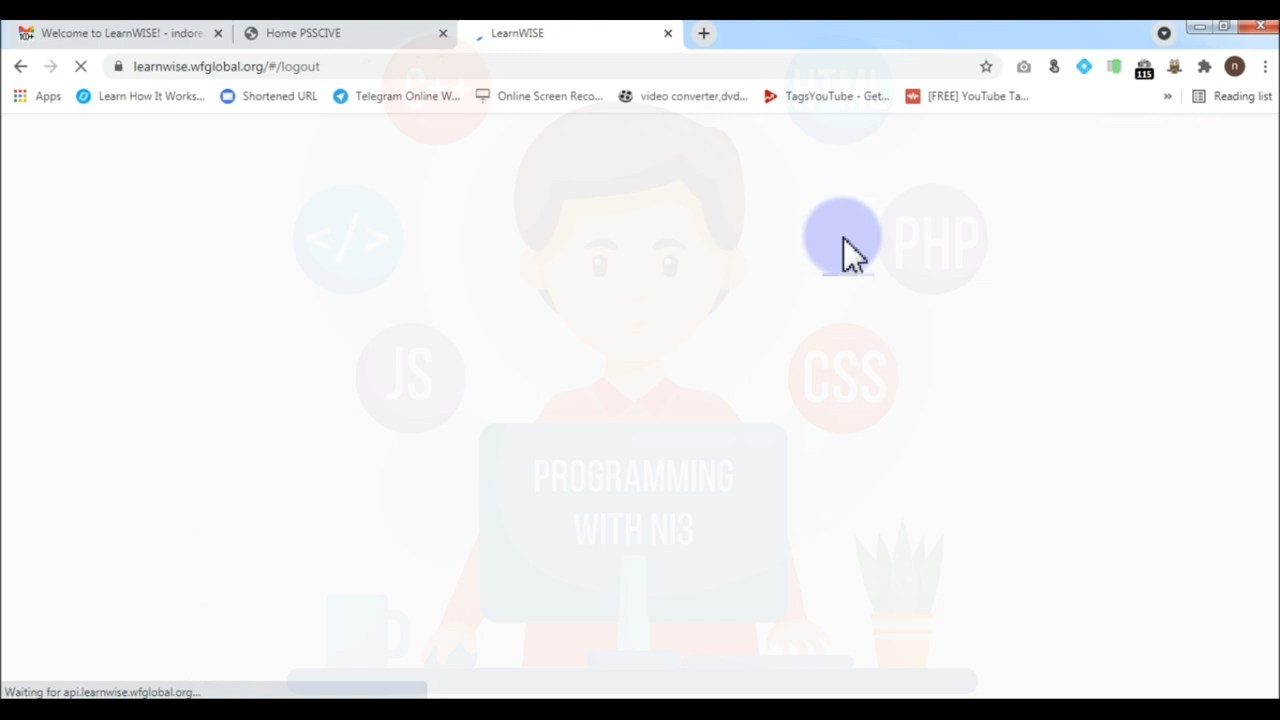 Welcome to LearnWISE! - indore
Home PSSCIVE
LearnWISE
learnwise.wfglobal.org/#/logout
115
n
Apps
Learn How It Works...
Shortened URL
Telegram Online W...
Online Screen Reco...
video converter,dvd...
TagsYouTube - Get...
[FREE] YouTube Ta...
»
Reading list
C++
HTML
</>
PHP
JS
CSS
PROGRAMMING
WITH NI3
Waiting for api.learnwise.wfglobal.org...